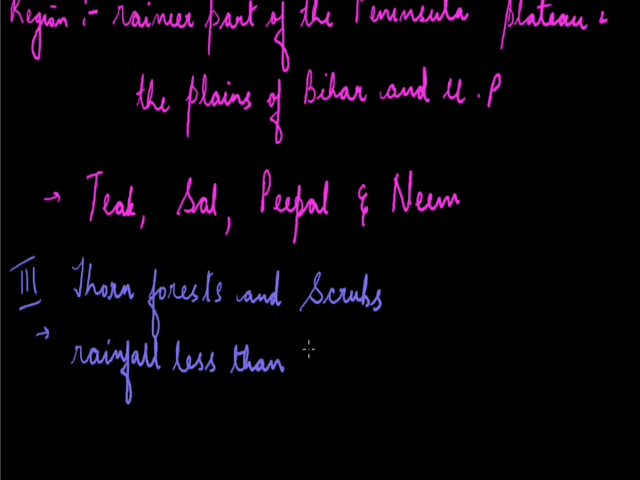 Region :- rainier part of the Peninsula plateau &
the plains of Bihar and U.P
→ Teak, Sal, Peepal & Neem
III Thorn forests and Scrubs
→ rainfall less than